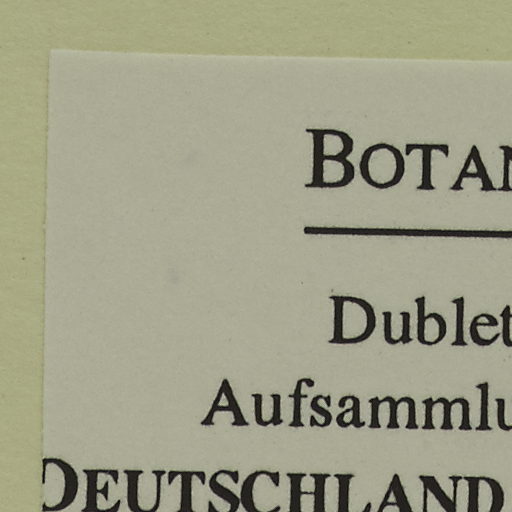 BOTAN
Dublet
Aufsammlu
DEUTSCHLAND